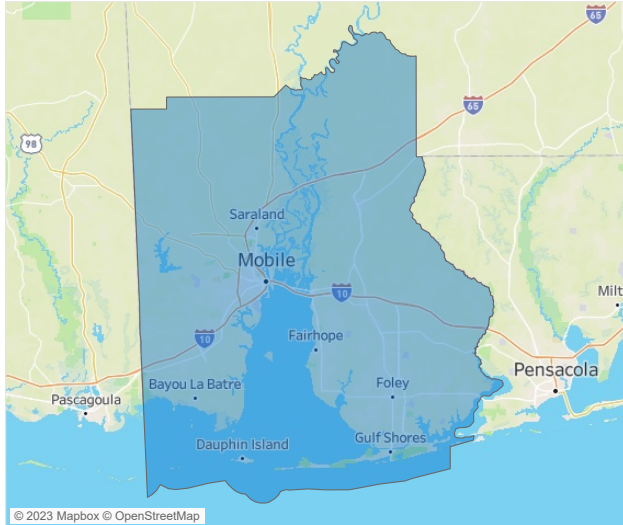 65
65
98
Saraland
Mobile
10
Milt
Fairhope
10
Pensacola
Bayou La Batre
Foley
Pascagoula
Gulf Shores
Dauphin Island
© 2023 Mapbox © OpenStreetMap